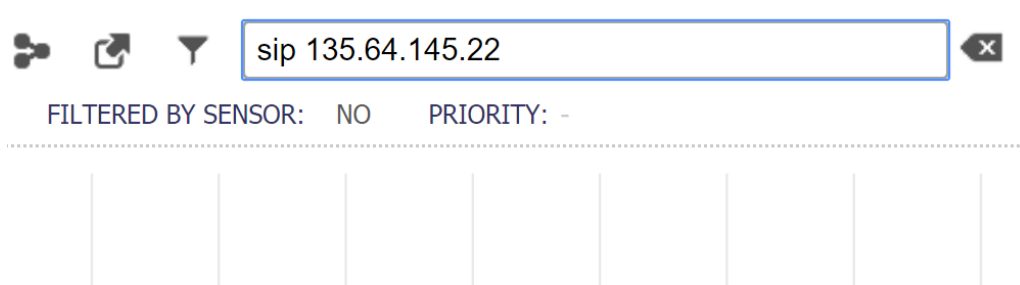 sip 135.64.145.22
FILTERED BY SENSOR: NO PRIORITY: -